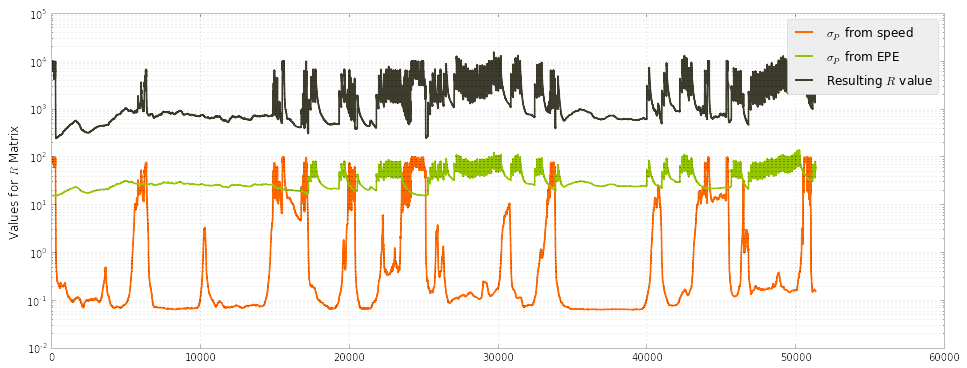 10^5
10^4
10^3
10^2
10^1
10^0
10^-1
10^-2
Values for R Matrix
σ_p from speed
σ_p from EPE
Resulting R value
0 10000 20000 30000 40000 50000 60000